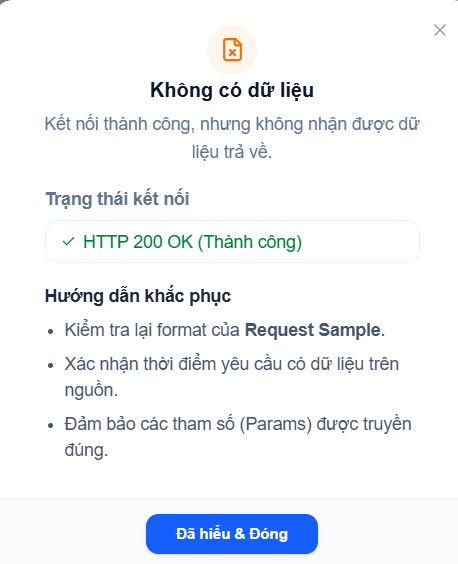 Không có dữ liệu
Kết nối thành công, nhưng không nhận được dữ
liệu trả về.
Trạng thái kết nối
HTTP 200 OK (Thành công)
Hướng dẫn khắc phục
• Kiểm tra lại format của Request Sample.
• Xác nhận thời điểm yêu cầu có dữ liệu trên
nguồn.
• Đảm bảo các tham số (Params) được truyền
đúng.
Đã hiểu & Đóng